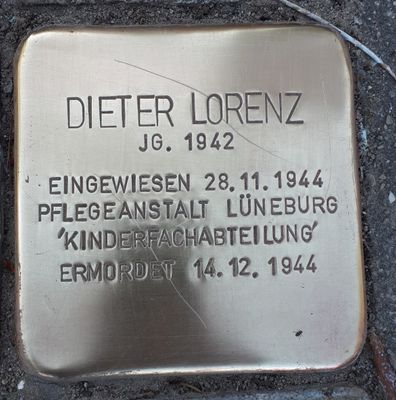 DIETER LORENZ
JG. 1942
EINGEWIESEN 28.11.1944
PFLEGEANSTALT LÜNEBURG
'KINDERFACHABTEILUNG'
ERMORDET 14.12.1944